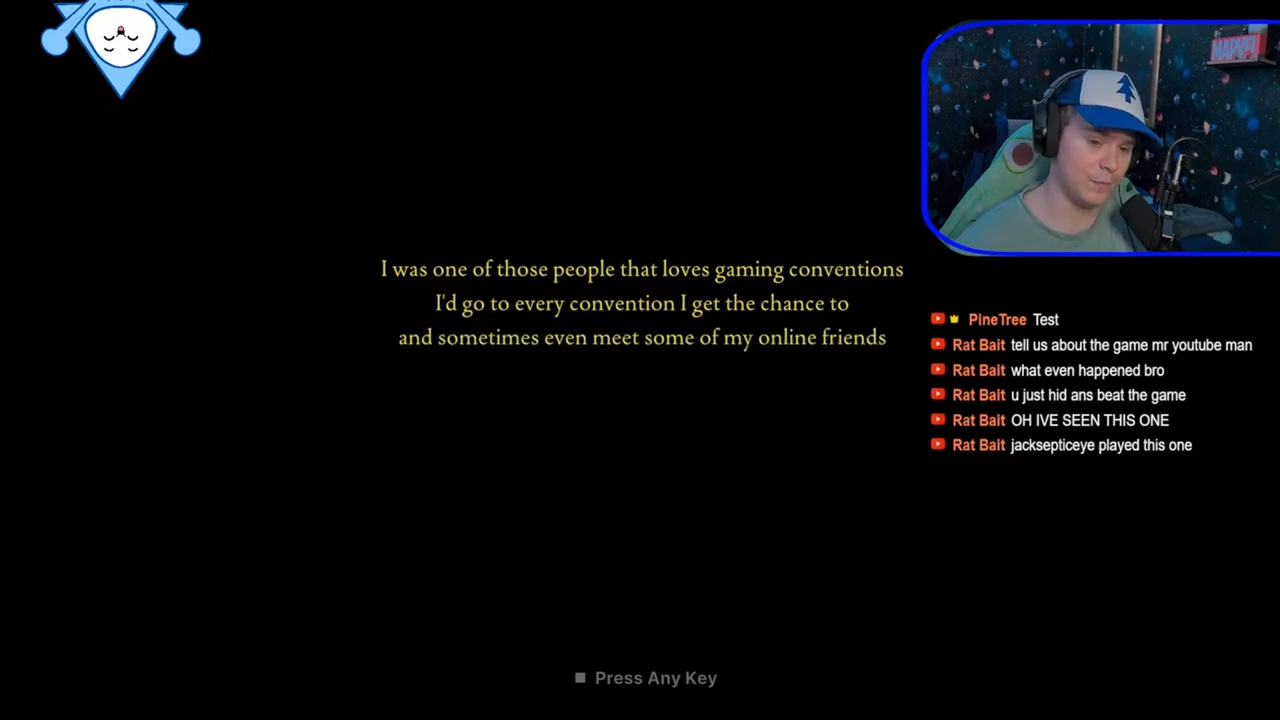 MARVEL
I was one of those people that loves gaming conventions
I'd go to every convention I get the chance to
and sometimes even meet some of my online friends
PineTree Test
Rat Bait tell us about the game mr youtube man
Rat Bait what even happened bro
Rat Bait u just hid ans beat the game
Rat Bait OH IVE SEEN THIS ONE
Rat Bait jacksepticeye played this one
Press Any Key